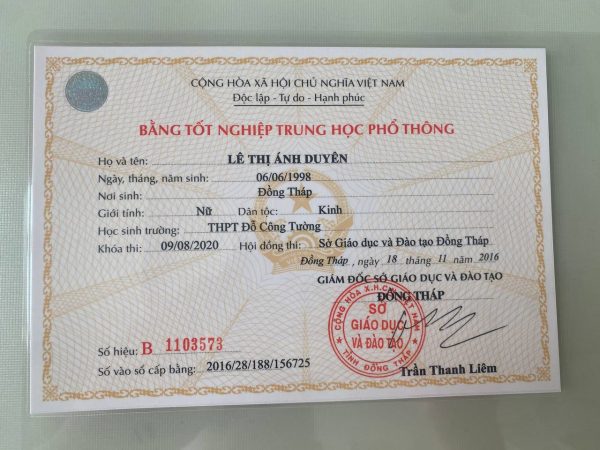 CỘNG HÒA XÃ HỘI CHỦ NGHĨA VIỆT NAM
Độc lập - Tự do - Hạnh phúc
BẰNG TỐT NGHIỆP TRUNG HỌC PHỔ THÔNG
Họ và tên: LÊ THỊ ÁNH DUYÊN
Ngày, tháng, năm sinh: 06/06/1998
Nơi sinh: Đồng Tháp
Giới tính: Nữ Dân tộc: Kinh
Học sinh trường: THPT Đỗ Công Tường
Khóa thi: 09/08/2020 Hội đồng thi: Sở Giáo dục và Đào tạo Đồng Tháp
Đồng Tháp, ngày 18 tháng 11 năm 2016
GIÁM ĐỐC SỞ GIÁO DỤC VÀ ĐÀO TẠO
ĐỒNG THÁP
CỘNG HÒA X.H.C.N VIỆT NAM
SỞ
GIÁO DỤC
VÀ ĐÀO TẠO
TỈNH ĐỒNG THÁP
Số hiệu: B 1103573
Số vào sổ cấp bằng: 2016/28/188/156725
Trần Thanh Liêm